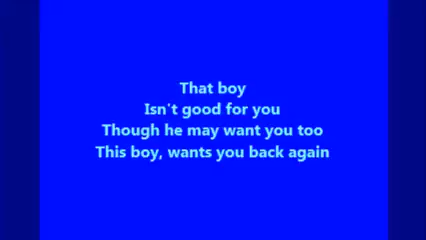 That boy
Isn't good for you
Though he may want you too
This boy, wants you back again